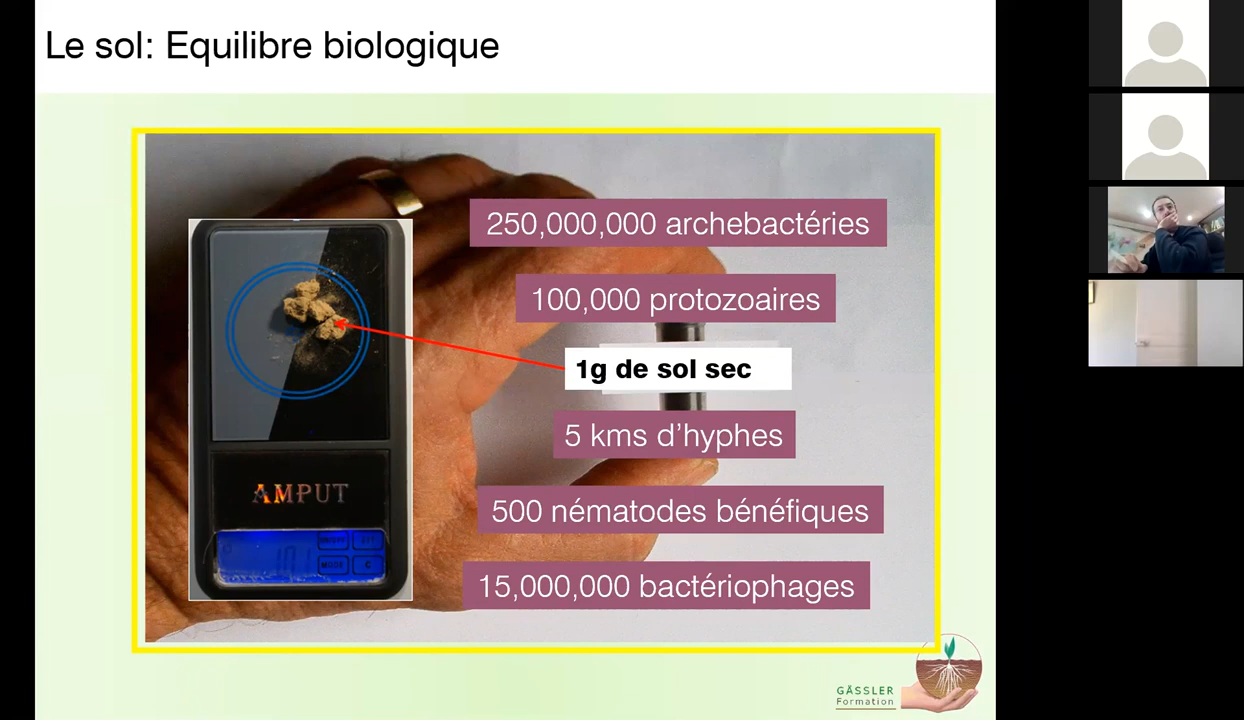 Le sol: Equilibre biologique
250,000,000 archebactéries
100,000 protozoaires
1g de sol sec
5 kms d’hyphes
500 nématodes bénéfiques
15,000,000 bactériophages
AMPUT
MODE
C
GÄSSLER
Formation